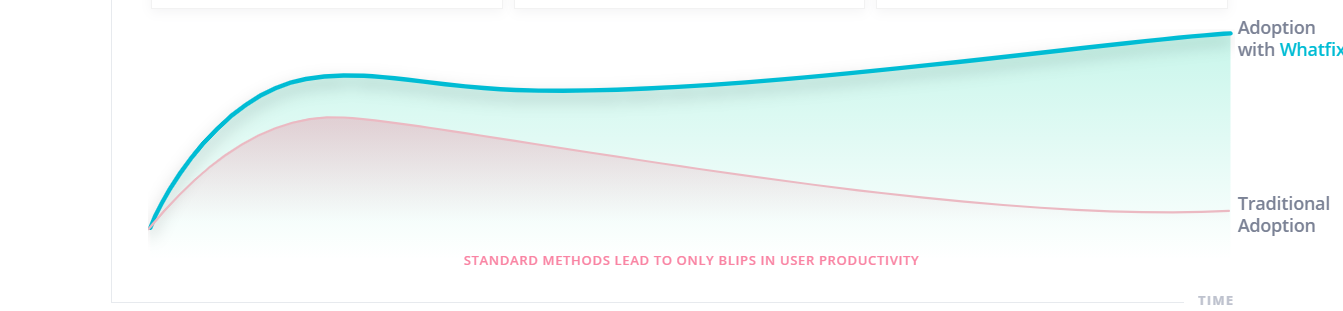 Adoption
with Whatfix
Traditional
Adoption
STANDARD METHODS LEAD TO ONLY BLIPS IN USER PRODUCTIVITY
TIME